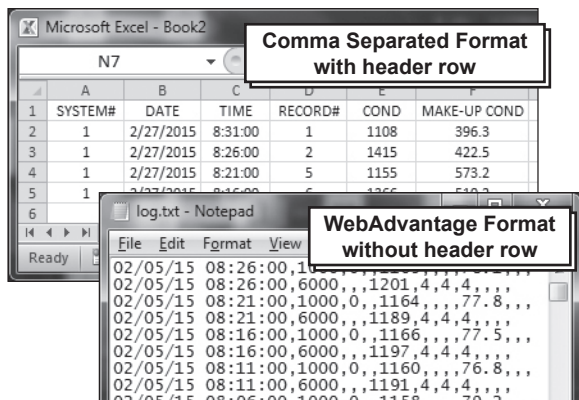 Microsoft Excel - Book2
Comma Separated Format
with header row
N7
A B C
SYSTEM# DATE TIME RECORD# COND MAKE-UP COND
1
2 1 2/27/2015 8:31:00 1 1108 396.3
3 1 2/27/2015 8:26:00 2 1415 422.5
4 1 2/27/2015 8:21:00 5 1155 573.2
5 1
6
Ready
log.txt - Notepad
WebAdvantage Format
without header row
File Edit Format View
02/05/15 08:26:00,
02/05/15 08:26:00,6000,,,1201,4,4,4,,,,
02/05/15 08:21:00,1000,0,,1164,,,,77.8,,,
02/05/15 08:21:00,6000,,,1189,4,4,4,,,,
02/05/15 08:16:00,1000,0,,1166,,,,77.5,,,
02/05/15 08:16:00,6000,,,1197,4,4,4,,,,
02/05/15 08:11:00,1000,0,,1160,,,,76.8,,,
02/05/15 08:11:00,6000,,,1191,4,4,4,,,,